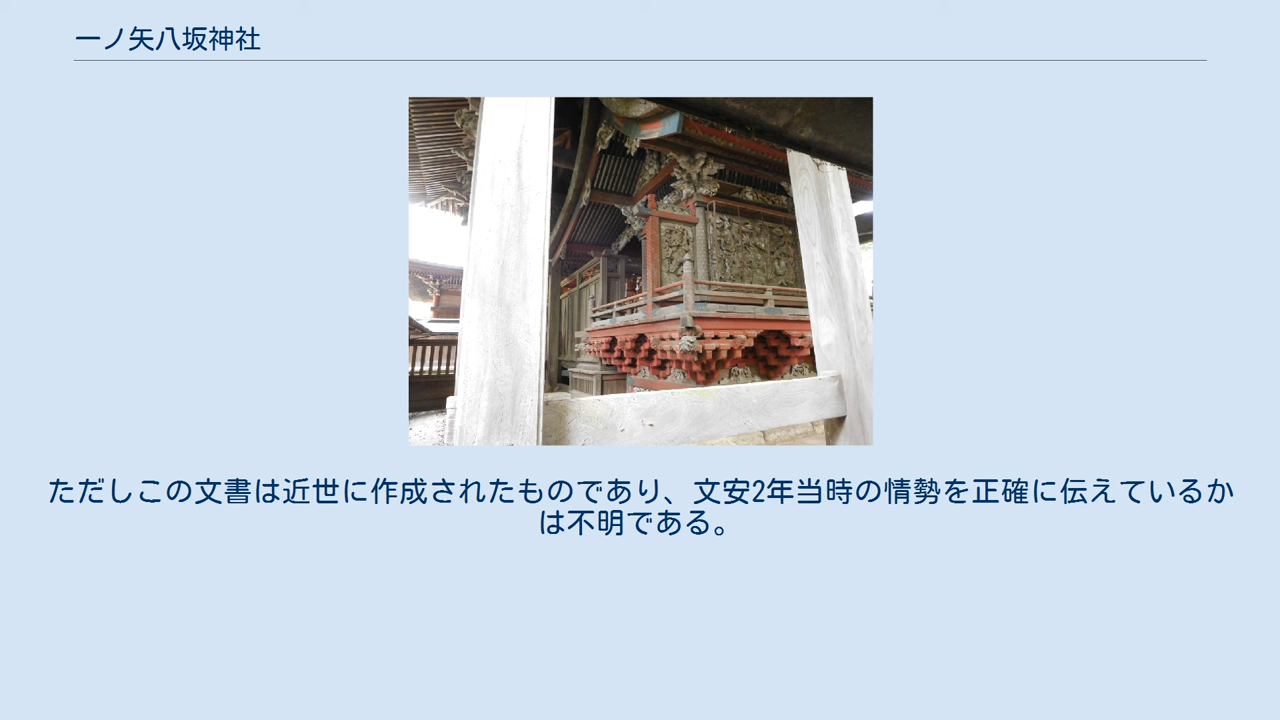 一ノ矢八坂神社
ただしこの文書は近世に作成されたものであり、文安2年当時の情勢を正確に伝えているか
は不明である。